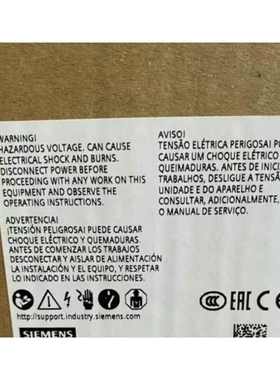 WARNING!
HAZARDOUS VOLTAGE. CAN CAUSE
ELECTRICAL SHOCK AND BURNS.
DISCONNECT POWER BEFORE
PROCEEDING WITH ANY WORK ON THIS
EQUIPMENT AND OBSERVE THE
OPERATING INSTRUCTIONS.
ADVERTENCIA!
¡TENSIÓN PELIGROSA! PUEDE CAUSAR
CHOQUE ELÉCTRICO Y QUEMADURAS.
ANTES DE COMENZAR LOS TRABAJOS
DESCONECTAR Y AISLAR DE ALIMENTACIÓN
LA INSTALACIÓN Y EL EQUIPO, Y RESPETAR
LO INDICADO EN LAS INSTRUCCIONES.
http://support.industry.siemens.com
SIEMENS
AVISO!
TENSÃO ELÉTRICA PERIGOSA! PO
CAUSAR UM CHOQUE ELÉTRICO
QUEIMADURAS. ANTES DE INICI
TRABALHOS, DESLIGUE A TENSÃ
UNIDADE E DO APARELHO E
CONSULTAR, ADICIONALMENTE,
O MANUAL DE SERVIÇO.
CCC EAC C